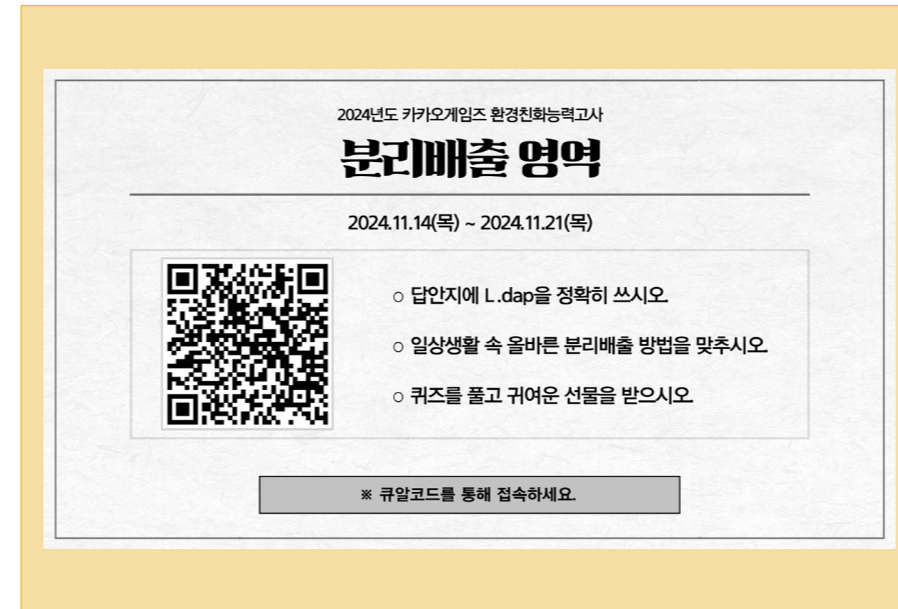 2024년도 카카오게임즈 환경친화능력고사
분리배출 영역
2024.11.14(목) ~ 2024.11.21(목)
○ 답안지에 L.dap을 정확히 쓰시오.
○ 일상생활 속 올바른 분리배출 방법을 맞추시오.
○ 퀴즈를 풀고 귀여운 선물을 받으시오.
※ 큐알코드를 통해 접속하세요.